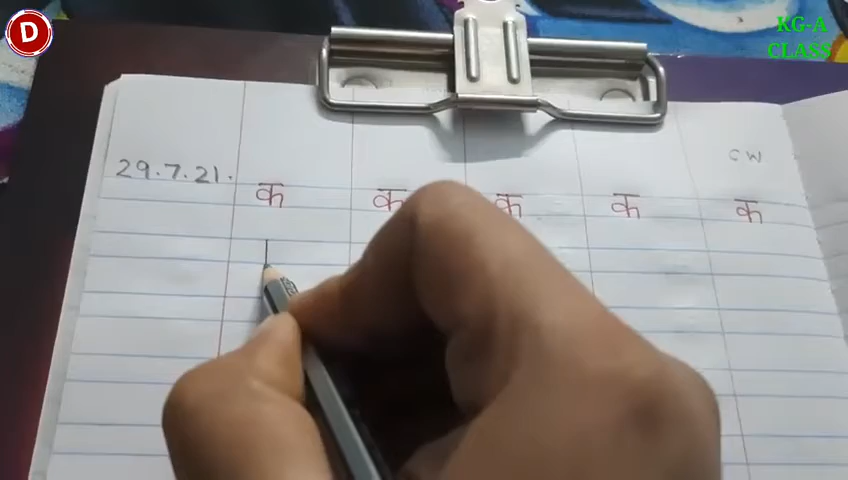 D
KG-A
CLASS
CW
29.7.21.
क क क क क